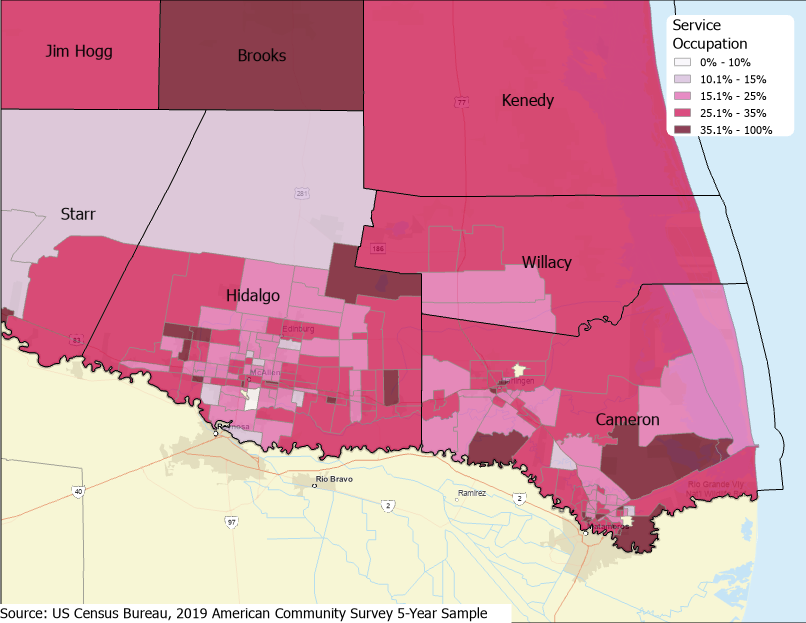 Service
Occupation
0% - 10%
10.1% - 15%
15.1% - 25%
25.1% - 35%
35.1% - 100%
Jim Hogg
Brooks
Kenedy
77
281
Starr
186
Willacy
Hidalgo
Edinburg
83
McAllen
Cameron
Reynosa
Rio Bravo
Ramirez
Rio Grande Vly
Matamoros
40
97
2
2
Source: US Census Bureau, 2019 American Community Survey 5-Year Sample